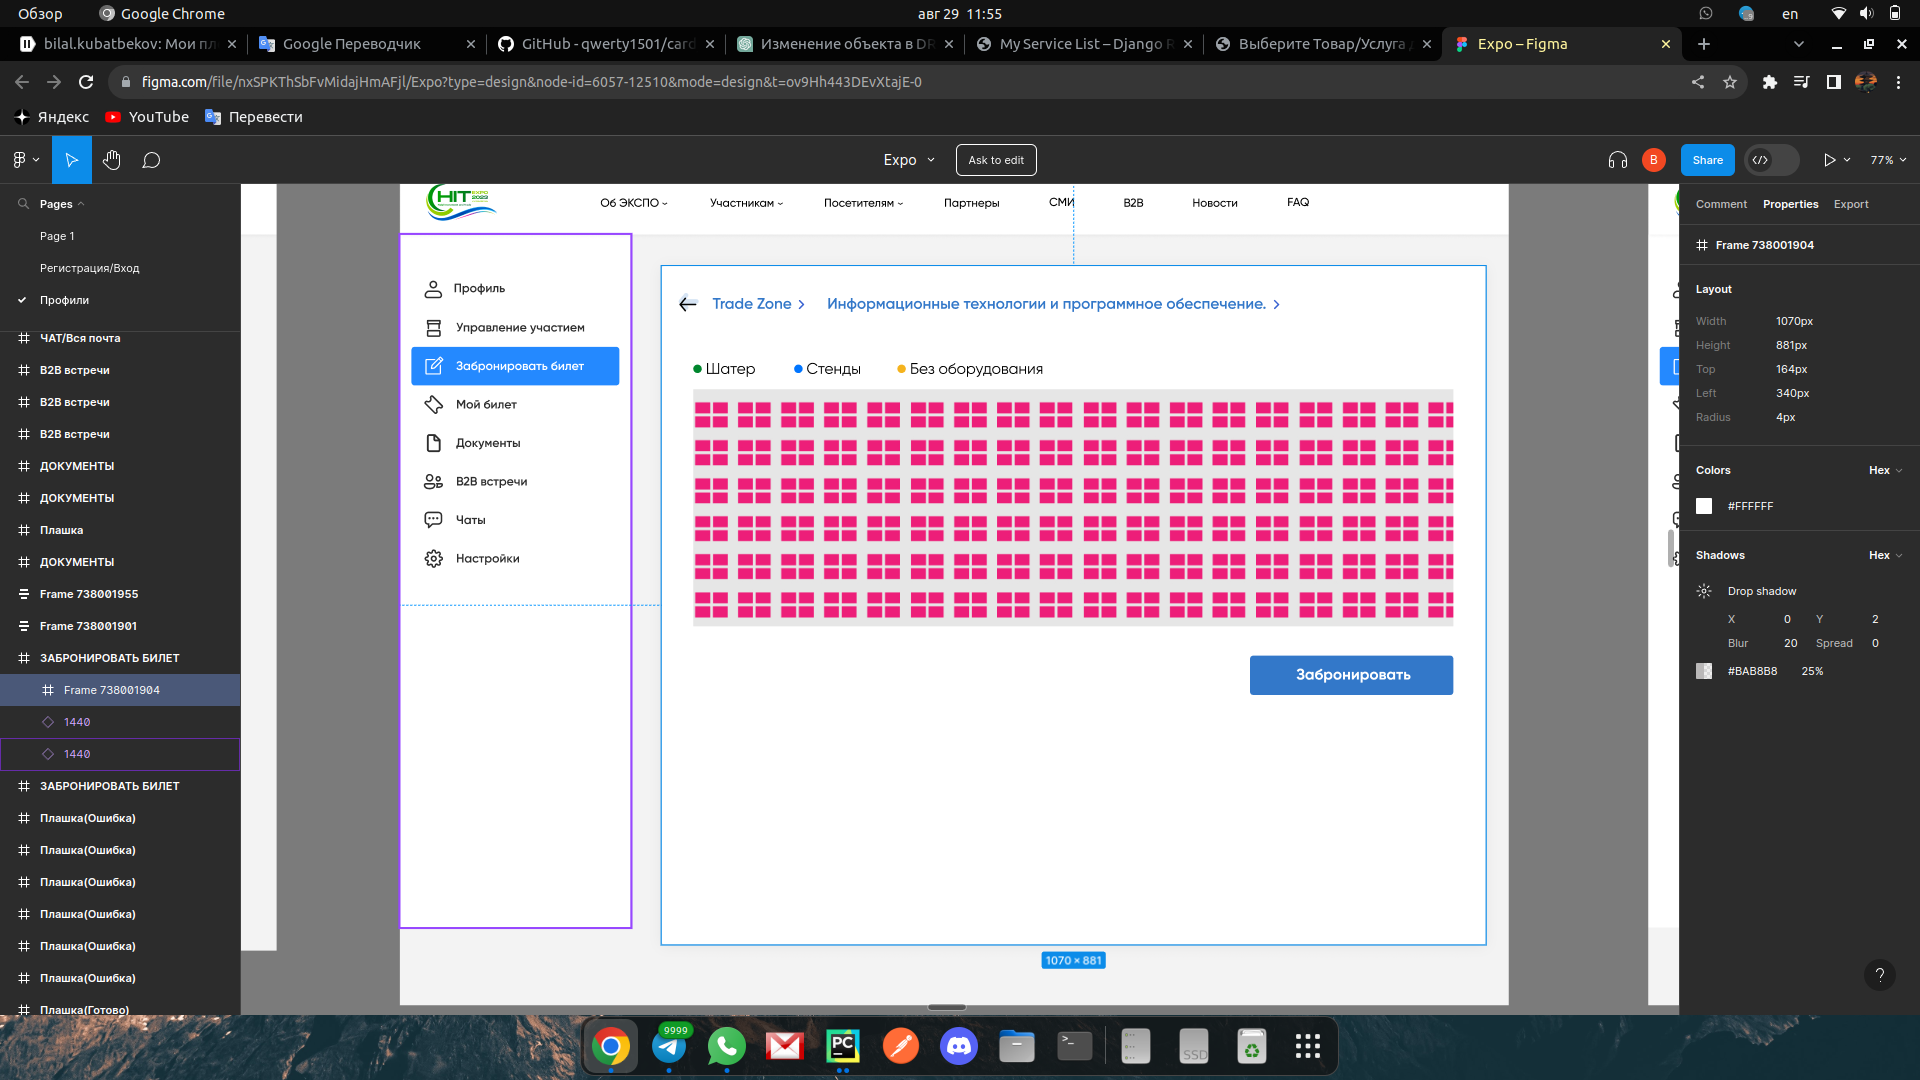 Обзор
Google Chrome
авг 29 11:55
en
bilal.kubatbekov: Мои пл
Google Переводчик
GitHub - qwerty1501/card
Изменение объекта в DR
My Service List – Django R
Выберите Товар/Услуга д
Expo – Figma
figma.com/file/nxSPKThSbFvMidajHmAFjl/Expo?type=design&node-id=6057-12510&mode=design&t=ov9Hh443DEvXtajE-0
Яндекс
YouTube
Перевести
Expo
Ask to edit
B
Share
77%
Pages
Page 1
Регистрация/Вход
Профили
ЧАТ/Вся почта
B2B встречи
B2B встречи
B2B встречи
ДОКУМЕНТЫ
ДОКУМЕНТЫ
Плашка
ДОКУМЕНТЫ
Frame 738001955
Frame 738001901
ЗАБРОНИРОВАТЬ БИЛЕТ
Frame 738001904
1440
1440
ЗАБРОНИРОВАТЬ БИЛЕТ
Плашка(Ошибка)
Плашка(Ошибка)
Плашка(Ошибка)
Плашка(Ошибка)
Плашка(Ошибка)
Плашка(Ошибка)
Плашка(Готово)
CHIT EXPO 2023
Об ЭКСПО
Участникам
Посетителям
Партнеры
СМИ
B2B
Новости
FAQ
Профиль
Управление участием
Забронировать билет
Мой билет
Документы
B2B встречи
Чаты
Настройки
Trade Zone
Информационные технологии и программное обеспечение.
Шатер
Стенды
Без оборудования
Забронировать
1070 × 881
Comment
Properties
Export
Frame 738001904
Layout
Width 1070px
Height 881px
Top 164px
Left 340px
Radius 4px
Colors Hex
#FFFFFF
Shadows Hex
Drop shadow
X 0 Y 2
Blur 20 Spread 0
#BAB8B8 25%
?
9999
PC
SSD